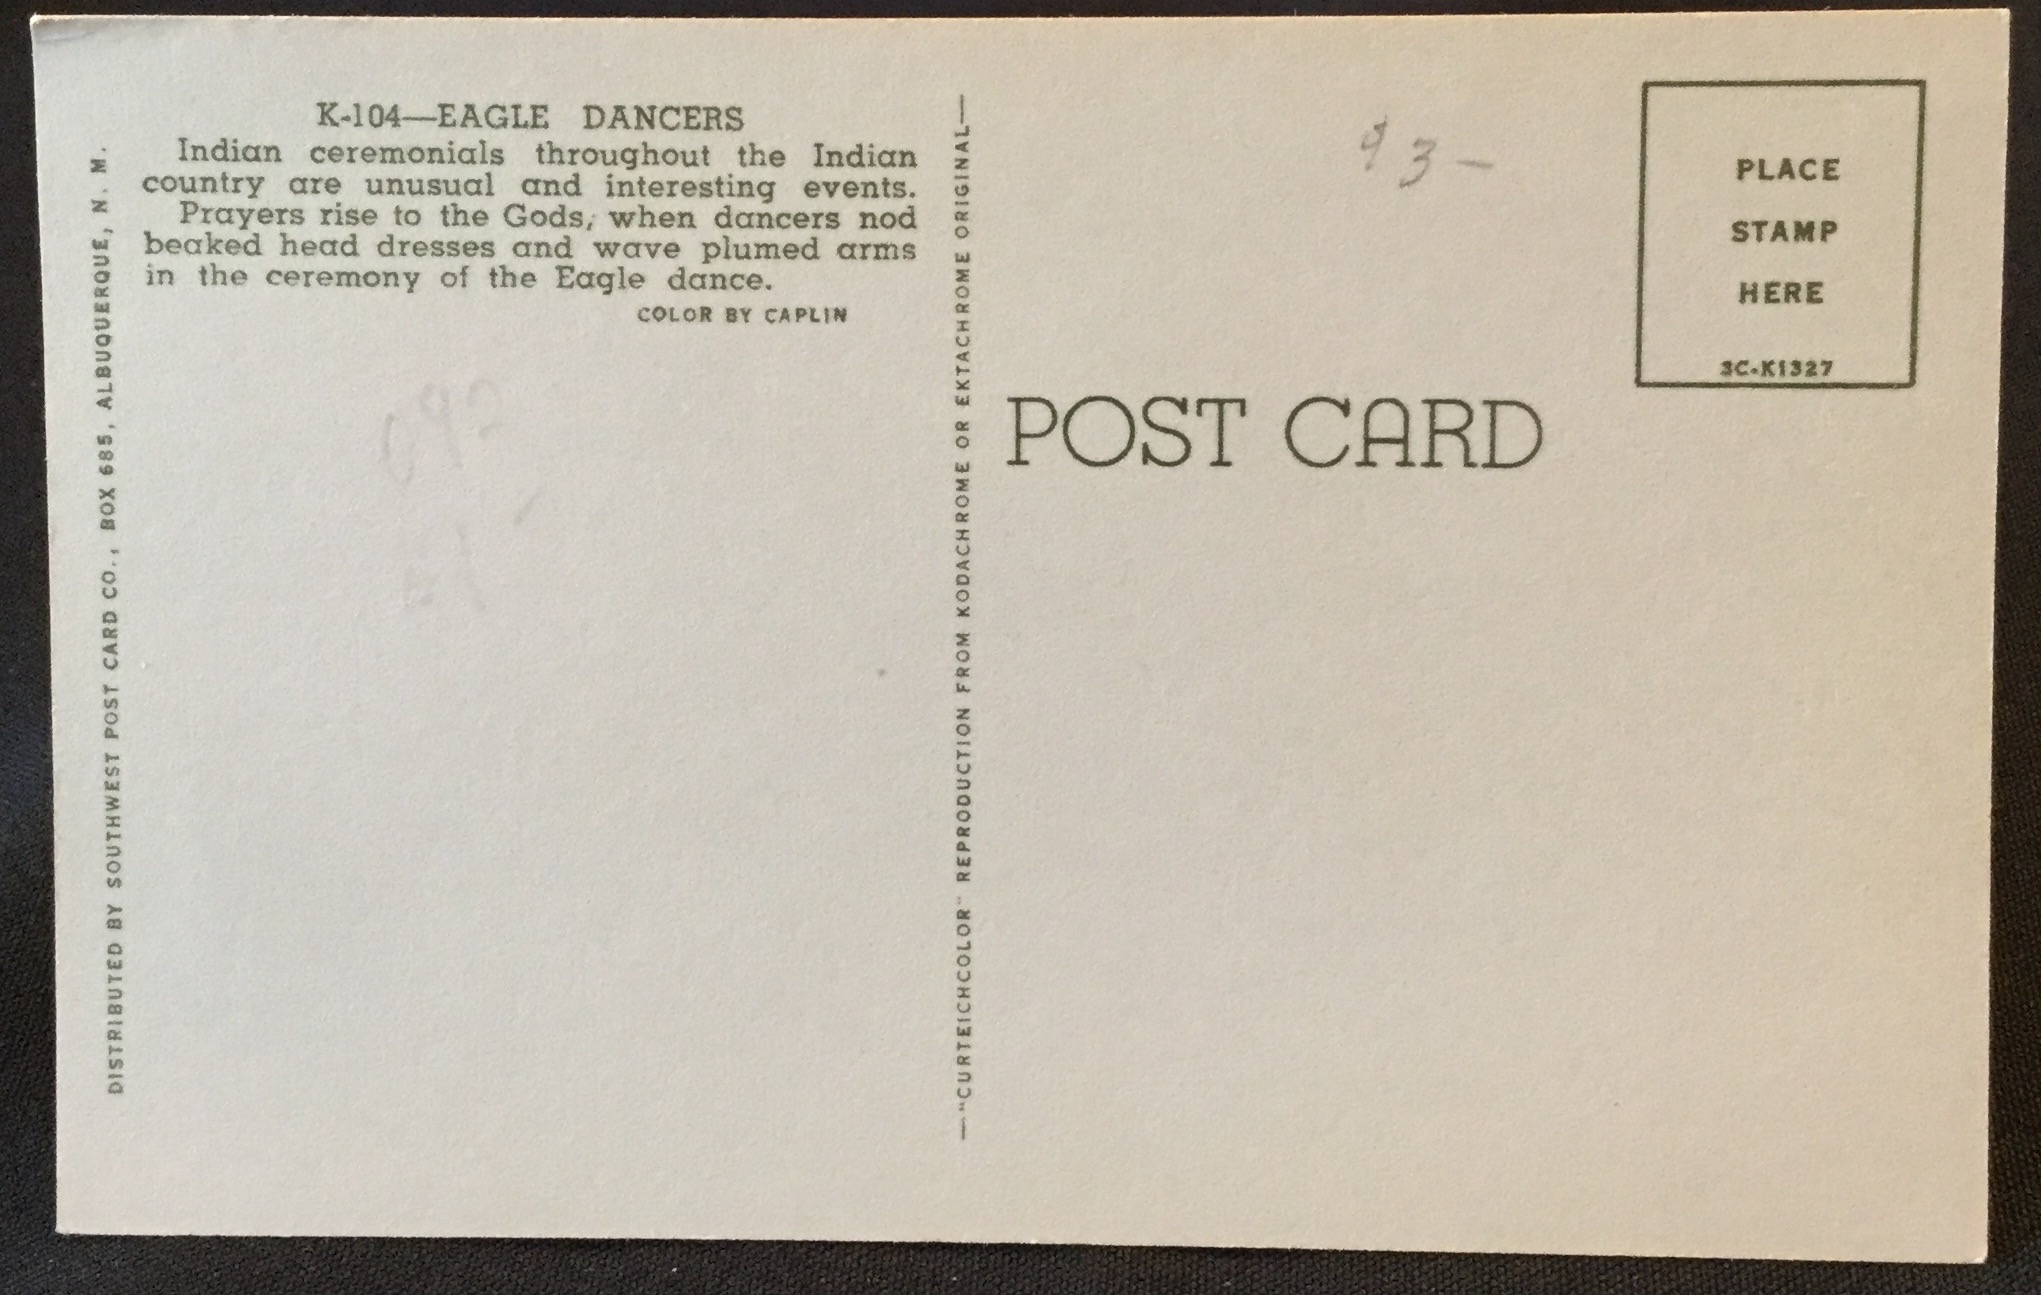 K-104—EAGLE DANCERS
Indian ceremonials throughout the Indian
country are unusual and interesting events.
Prayers rise to the Gods, when dancers nod
beaked head dresses and wave plumed arms
in the ceremony of the Eagle dance.
COLOR BY CAPLIN
DISTRIBUTED BY SOUTHWEST POST CARD CO., BOX 685, ALBUQUERQUE, N. M.
—"CURTEICHCOLOR" REPRODUCTION FROM KODACHROME OR EKTACHROME ORIGINAL—
93-
PLACE
STAMP
HERE
3C-K1327
POST CARD